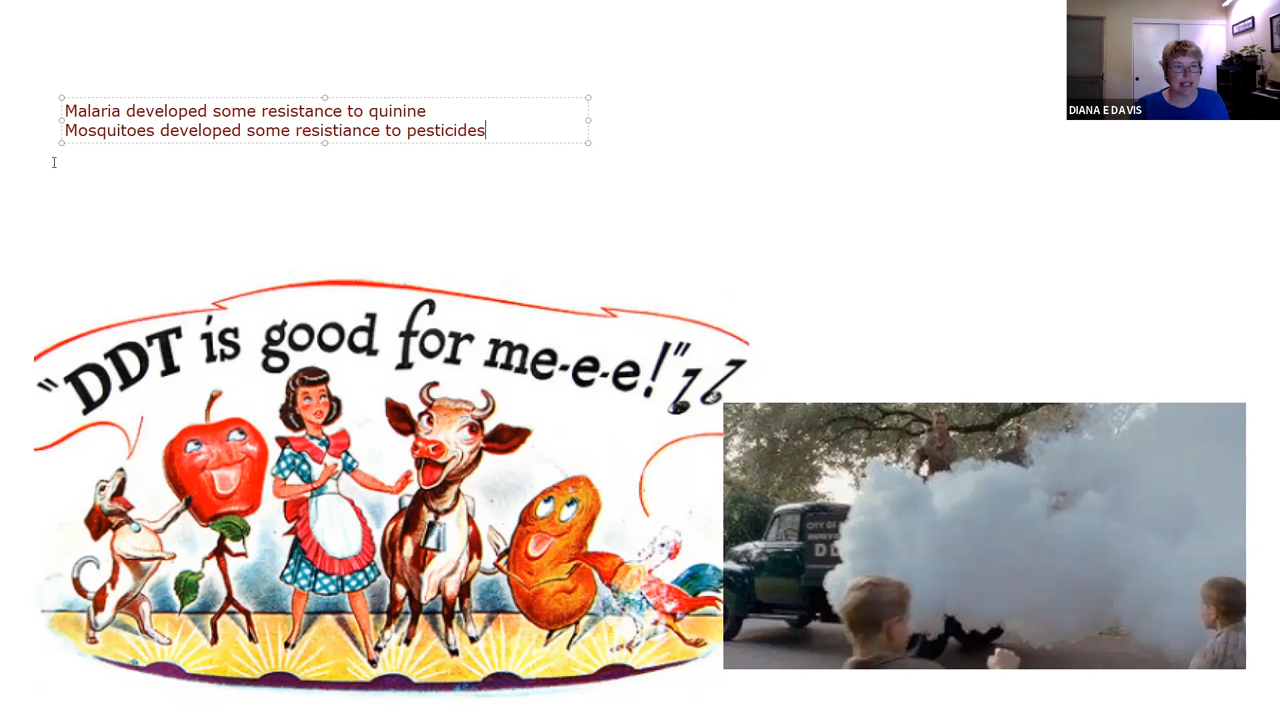 Malaria developed some resistance to quinine
Mosquitoes developed some resistiance to pesticides
DIANA E DAVIS
"DDT is good for me-e-e!"
CITY OF